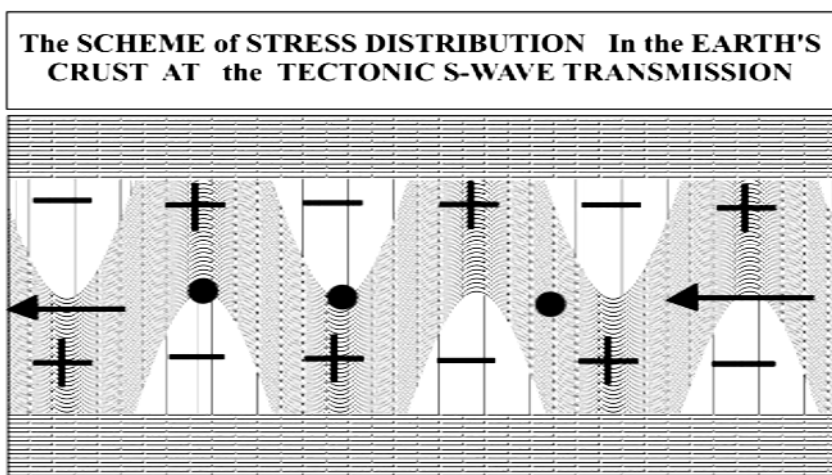 The SCHEME of STRESS DISTRIBUTION In the EARTH'S
CRUST AT the TECTONIC S-WAVE TRANSMISSION
− + − + − +
+ − + − + −